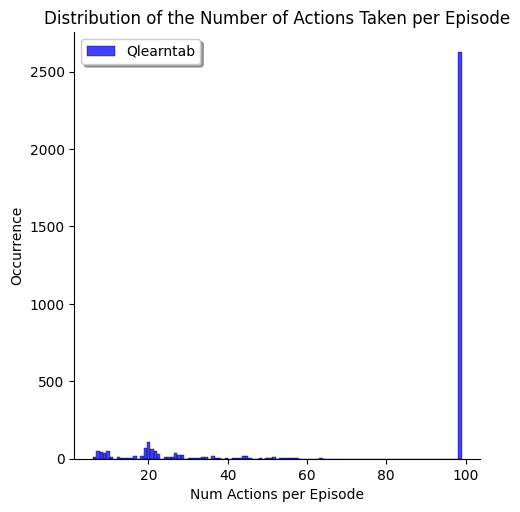 Distribution of the Number of Actions Taken per Episode
Qlearntab
2500
2000
1500
1000
500
0
Occurrence
20 40 60 80 100
Num Actions per Episode